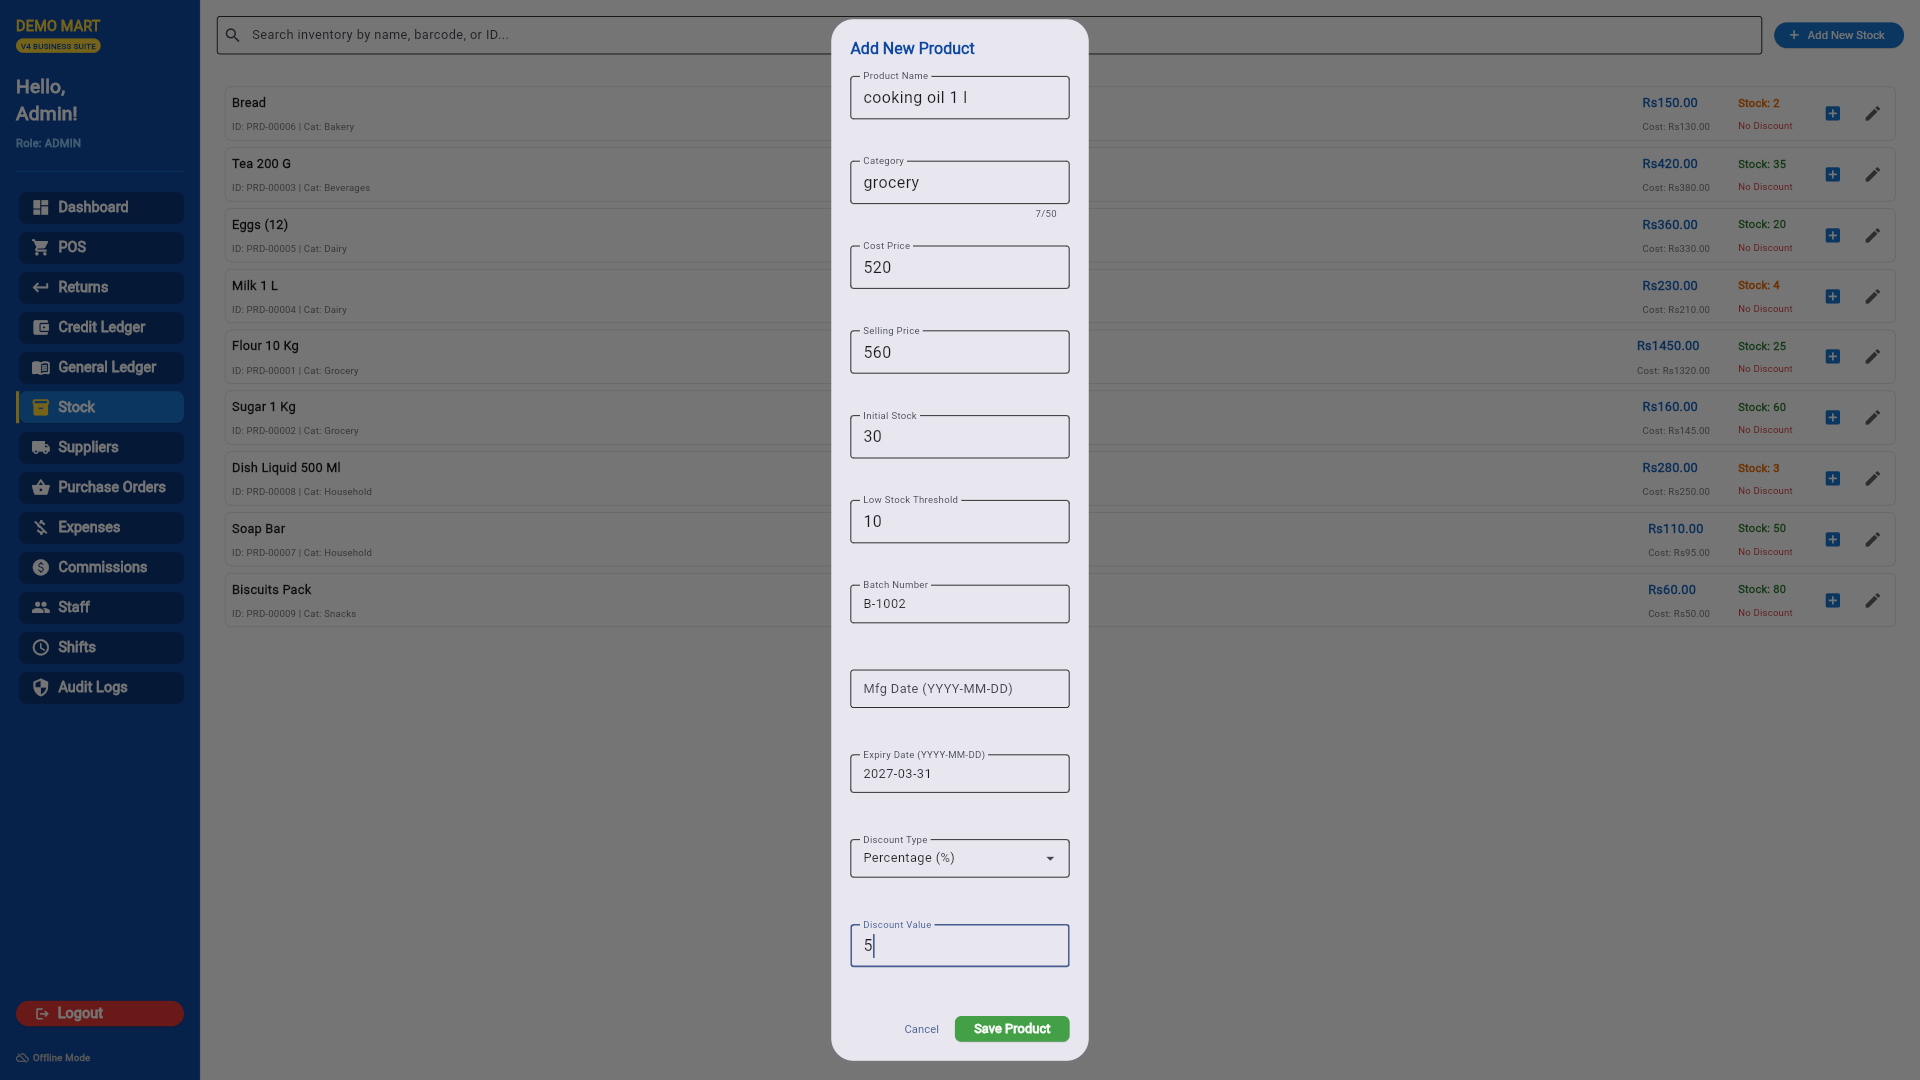 DEMO MART
V4 BUSINESS SUITE
Hello,
Admin!
Role: ADMIN
Dashboard
POS
Returns
Credit Ledger
General Ledger
Stock
Suppliers
Purchase Orders
Expenses
Commissions
Staff
Shifts
Audit Logs
Logout
Offline Mode
Search inventory by name, barcode, or ID...
Add New Stock
Bread
ID: PRD-00006 | Cat: Bakery
Rs150.00
Cost: Rs130.00
Stock: 2
No Discount
Tea 200 G
ID: PRD-00003 | Cat: Beverages
Rs420.00
Cost: Rs380.00
Stock: 35
No Discount
Eggs (12)
ID: PRD-00005 | Cat: Dairy
Rs360.00
Cost: Rs330.00
Stock: 20
No Discount
Milk 1 L
ID: PRD-00004 | Cat: Dairy
Rs230.00
Cost: Rs210.00
Stock: 4
No Discount
Flour 10 Kg
ID: PRD-00001 | Cat: Grocery
Rs1450.00
Cost: Rs1320.00
Stock: 25
No Discount
Sugar 1 Kg
ID: PRD-00002 | Cat: Grocery
Rs160.00
Cost: Rs145.00
Stock: 60
No Discount
Dish Liquid 500 Ml
ID: PRD-00008 | Cat: Household
Rs280.00
Cost: Rs250.00
Stock: 3
No Discount
Soap Bar
ID: PRD-00007 | Cat: Household
Rs110.00
Cost: Rs95.00
Stock: 50
No Discount
Biscuits Pack
ID: PRD-00009 | Cat: Snacks
Rs60.00
Cost: Rs50.00
Stock: 80
No Discount
Add New Product
Product Name
cooking oil 1 l
Category
grocery
7/50
Cost Price
520
Selling Price
560
Initial Stock
30
Low Stock Threshold
10
Batch Number
B-1002
Mfg Date (YYYY-MM-DD)
Expiry Date (YYYY-MM-DD)
2027-03-31
Discount Type
Percentage (%)
Discount Value
5
Cancel
Save Product